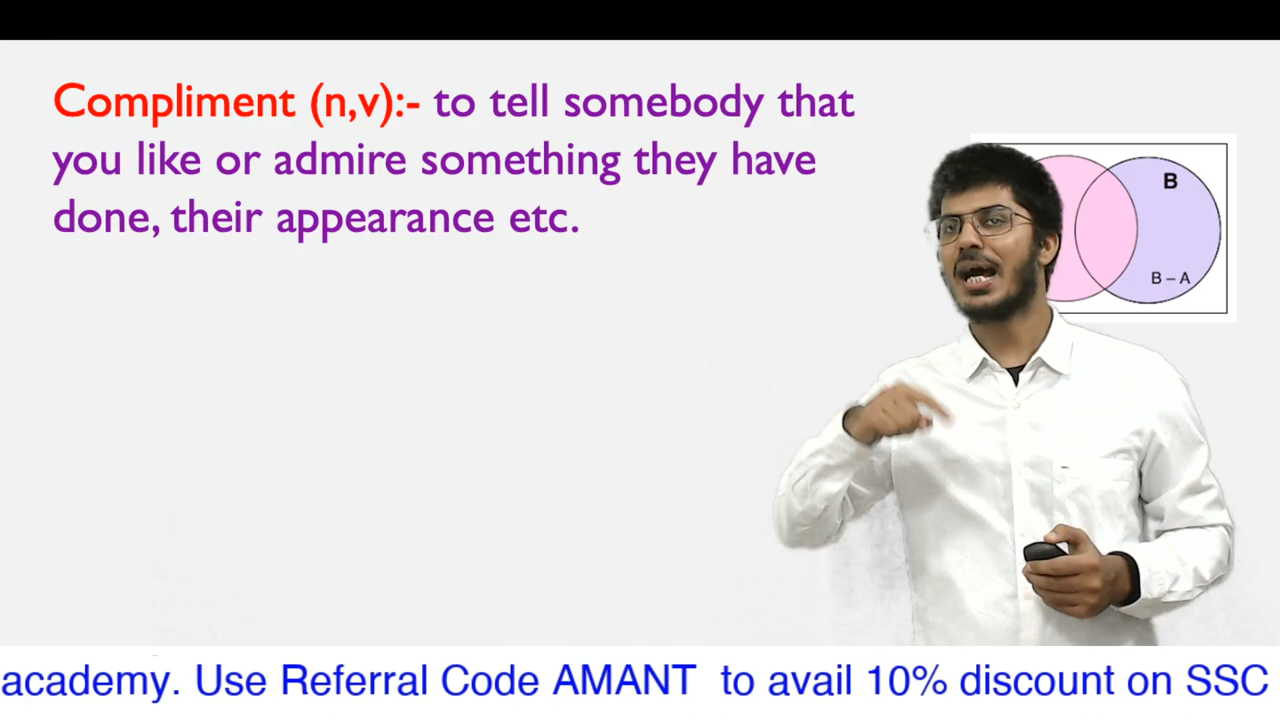 Compliment (n,v):- to tell somebody that
you like or admire something they have
done, their appearance etc.
B
B – A
academy. Use Referral Code AMANT to avail 10% discount on SSC